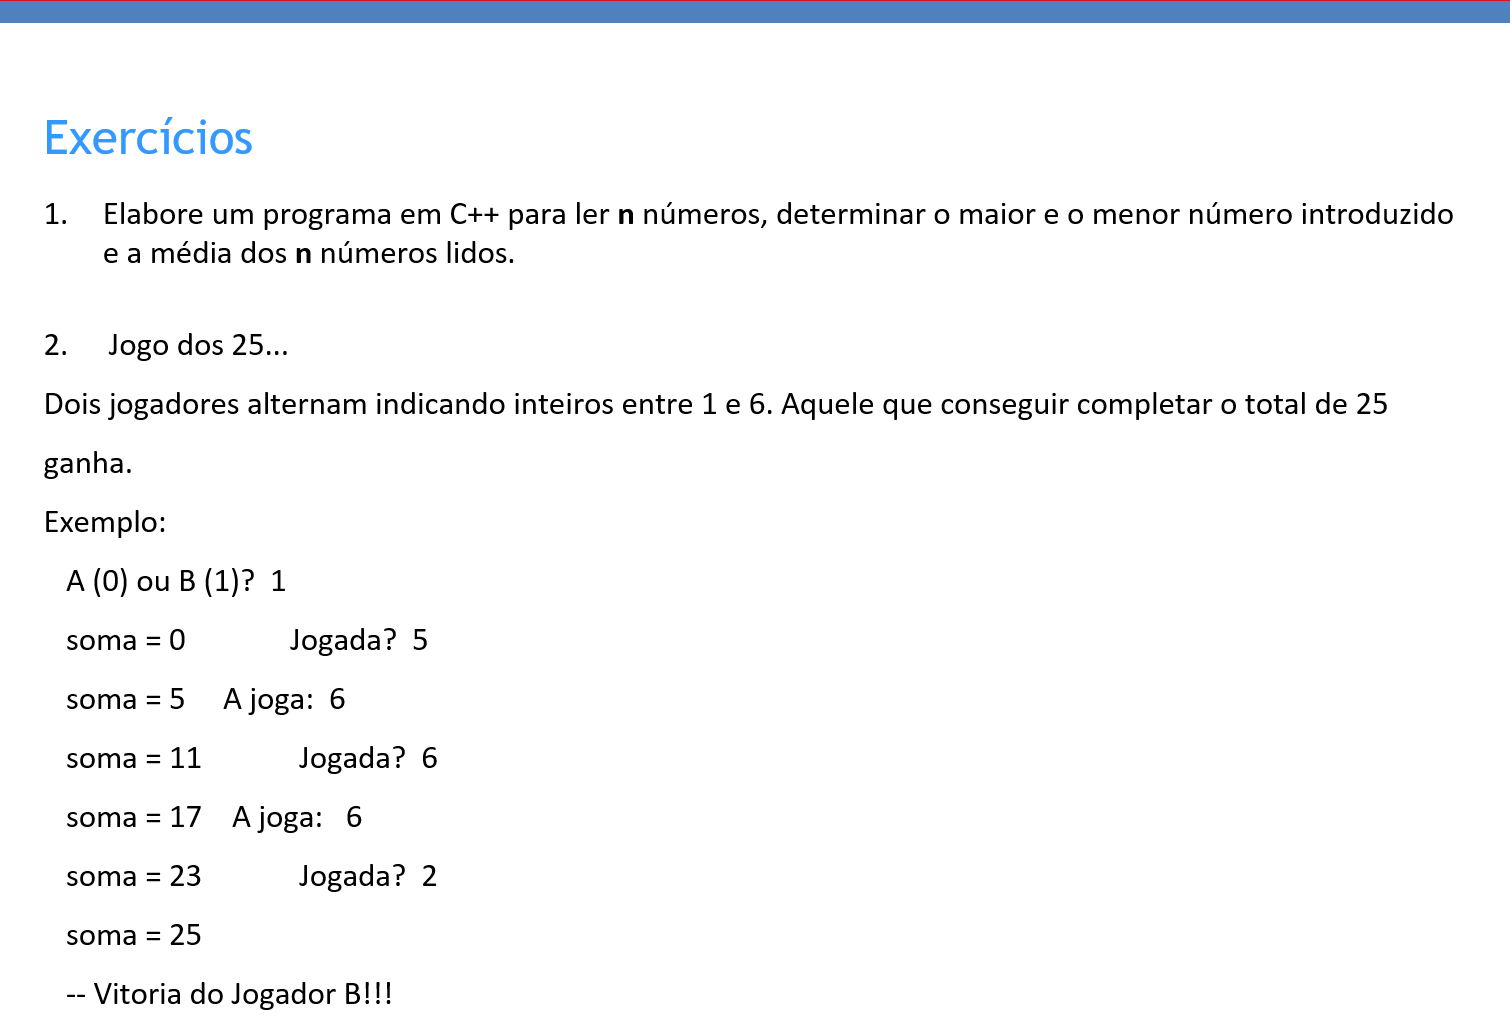 Exercícios
1. Elabore um programa em C++ para ler n números, determinar o maior e o menor número introduzido
e a média dos n números lidos.
2. Jogo dos 25...
Dois jogadores alternam indicando inteiros entre 1 e 6. Aquele que conseguir completar o total de 25
ganha.
Exemplo:
A (0) ou B (1)? 1
soma = 0 Jogada? 5
soma = 5 A joga: 6
soma = 11 Jogada? 6
soma = 17 A joga: 6
soma = 23 Jogada? 2
soma = 25
-- Vitoria do Jogador B!!!